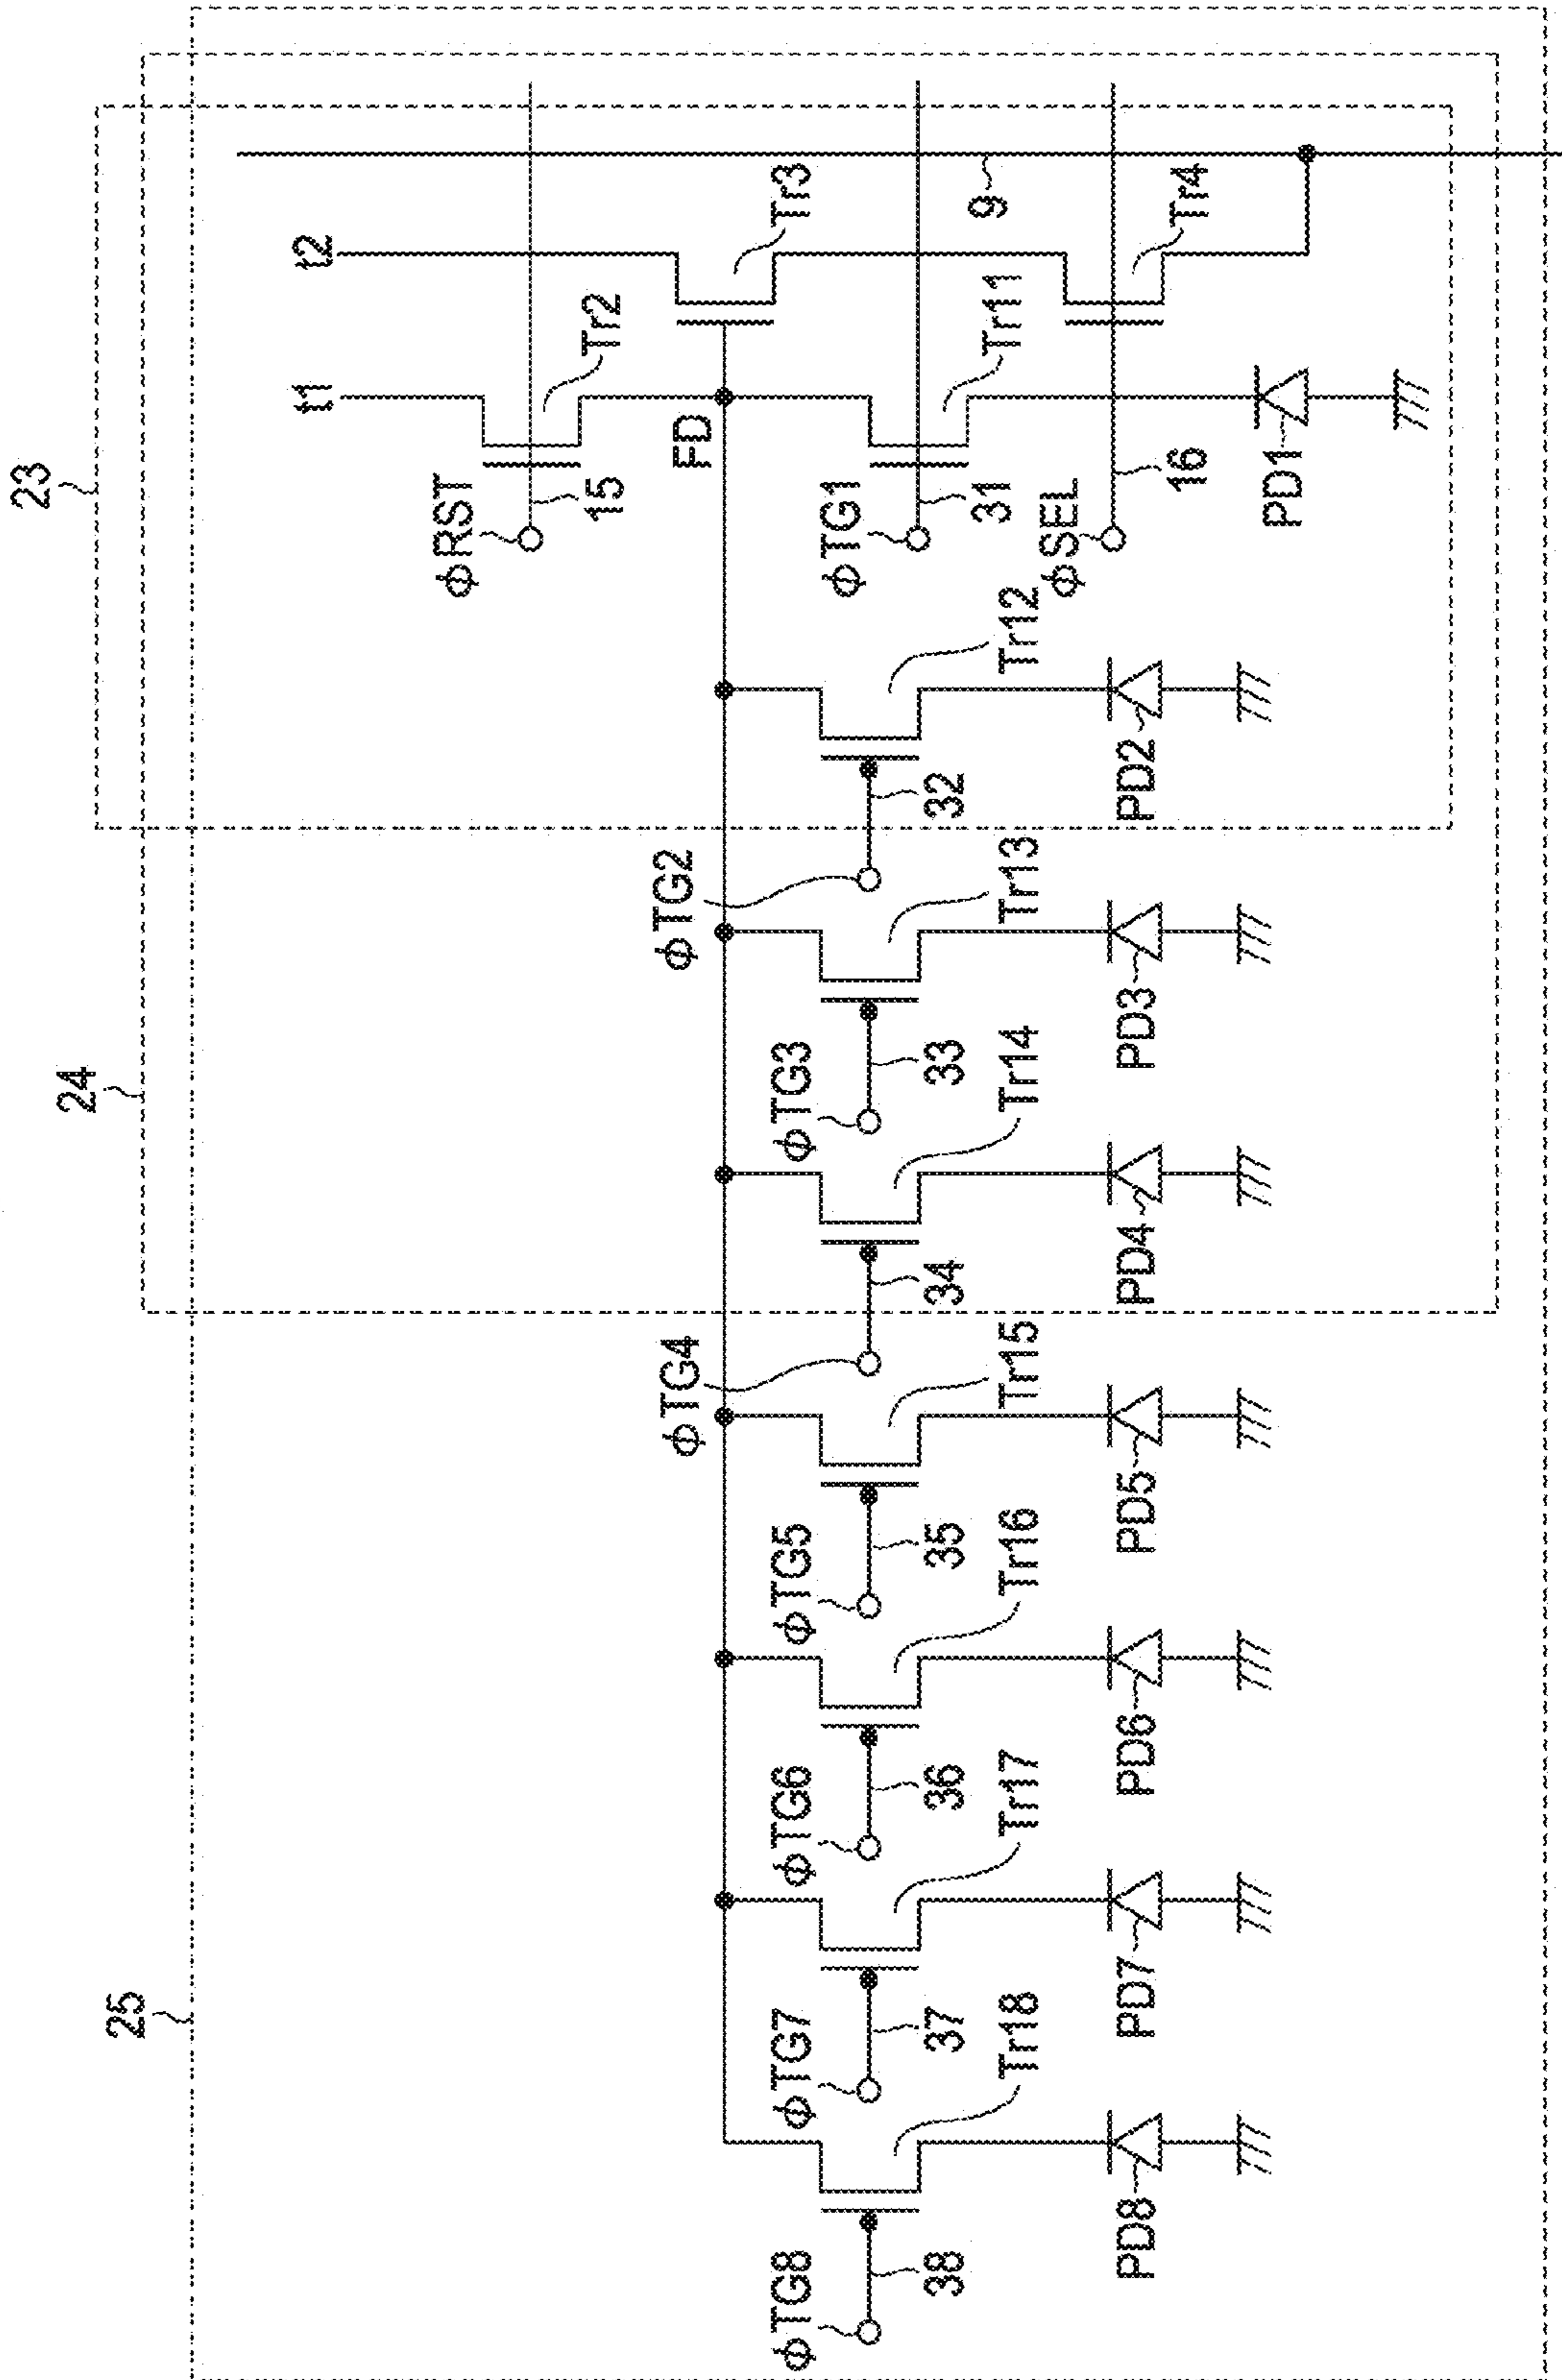 23
24
25
t1
t2
φRST
15
Tr2
FD
Tr3
φTG1
31
Tr11
9
φSEL
16
Tr4
PD1
φTG2
32
Tr12
PD2
φTG3
33
Tr13
PD3
φTG4
34
Tr14
PD4
φTG5
35
Tr15
PD5
φTG6
36
Tr16
PD6
φTG7
37
Tr17
PD7
φTG8
38
Tr18
PD8